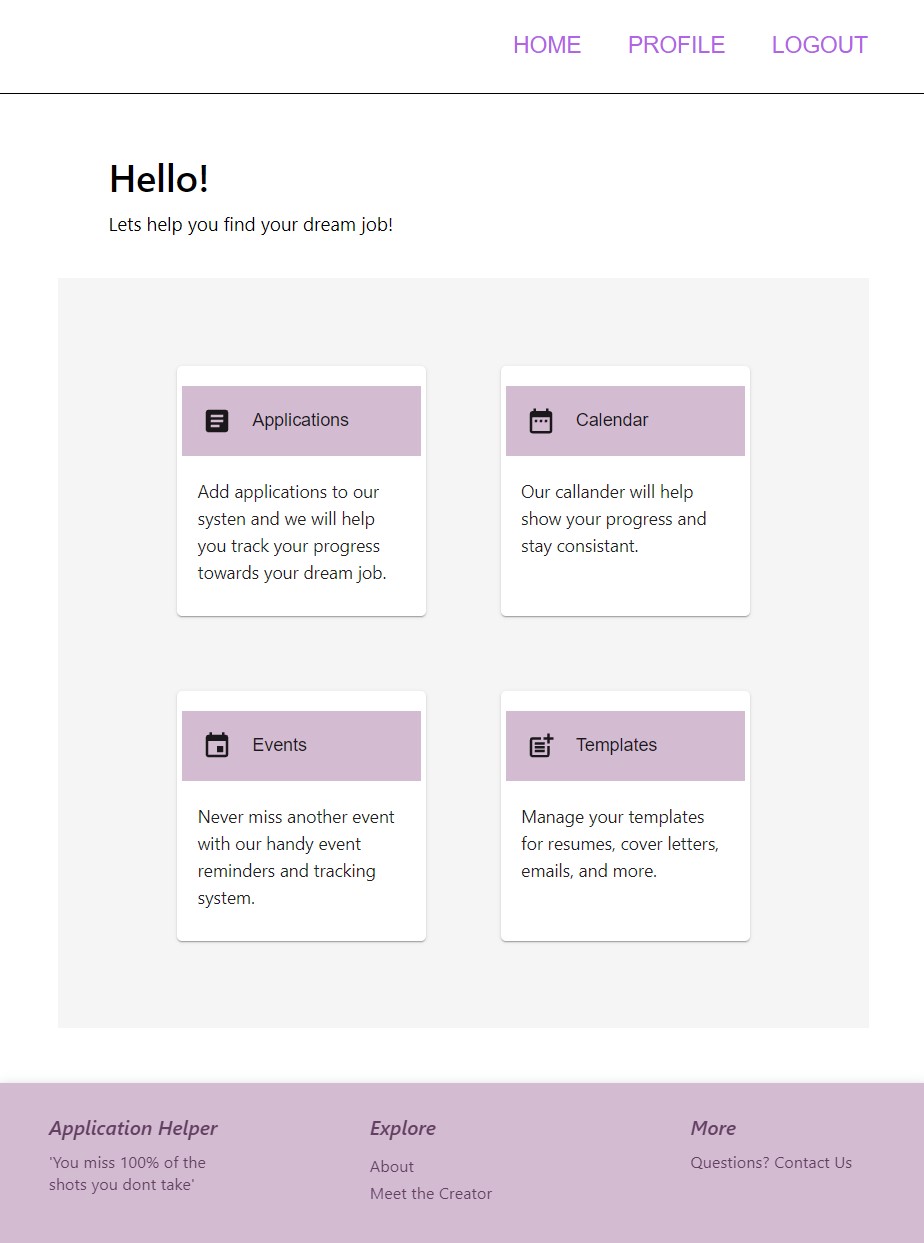 HOME PROFILE LOGOUT
Hello!
Lets help you find your dream job!
Applications
Add applications to our
systen and we will help
you track your progress
towards your dream job.
Calendar
Our callander will help
show your progress and
stay consistant.
Events
Never miss another event
with our handy event
reminders and tracking
system.
Templates
Manage your templates
for resumes, cover letters,
emails, and more.
Application Helper
'You miss 100% of the
shots you dont take'
Explore
About
Meet the Creator
More
Questions? Contact Us